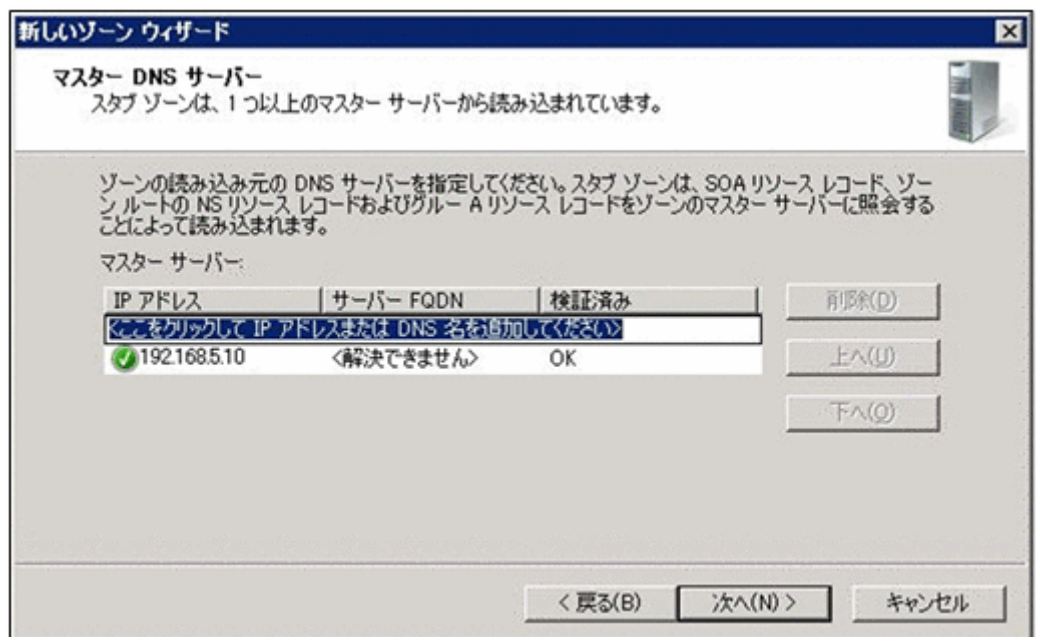 新しいゾーン ウィザード
マスター DNS サーバー
スタブ ゾーンは、1 つ以上のマスター サーバーから読み込まれています。
ゾーンの読み込み元の DNS サーバーを指定してください。スタブ ゾーンは、SOA リソース レコード、ゾー
ン ルートの NS リソース レコードおよびグルー A リソース レコードをゾーンのマスター サーバーに照会する
ことによって読み込まれます。
マスター サーバー:
IP アドレス サーバー FQDN 検証済み
<ここをクリックして IP アドレスまたは DNS 名を追加してください>
192.168.5.10 <解決できません> OK
削除(D)
上へ(U)
下へ(O)
< 戻る(B) 次へ(N) > キャンセル